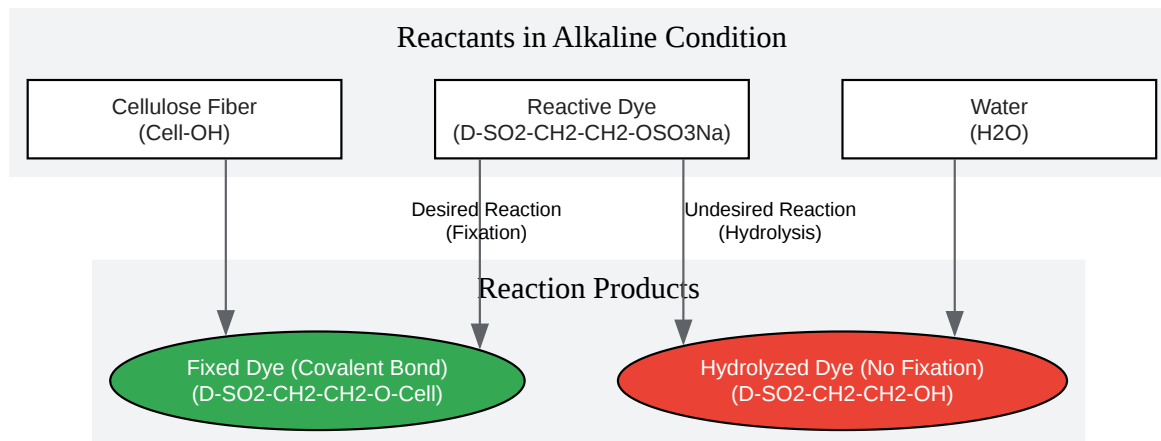 Reactants in Alkaline Condition
Cellulose Fiber
(Cell-OH)
Reactive Dye
(D-SO2-CH2-CH2-OSO3Na)
Water
(H2O)
Desired Reaction
(Fixation)
Undesired Reaction
(Hydrolysis)
Reaction Products
Fixed Dye (Covalent Bond)
(D-SO2-CH2-CH2-O-Cell)
Hydrolyzed Dye (No Fixation)
(D-SO2-CH2-CH2-OH)